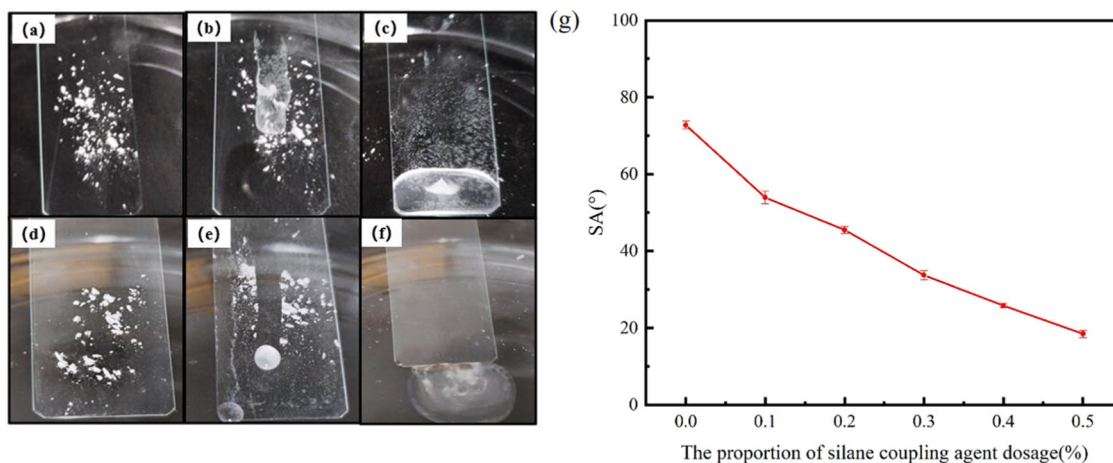 (a)
(b)
(c)
(d)
(e)
(f)
(g)
100
80
60
40
20
0
SA(°)
0.0 0.1 0.2 0.3 0.4 0.5
The proportion of silane coupling agent dosage(%)